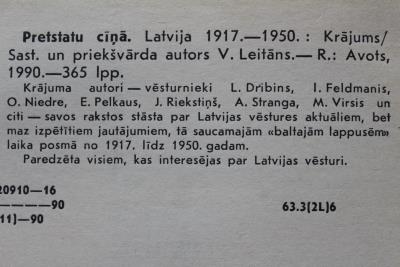 Pretstatu cīņā. Latvija 1917.—1950. : Krājums/
Sast. un priekšvārda autors V. Leitāns.— R.: Avots,
1990.—365 lpp.
Krājuma autori — vēsturnieki L. Dribins, I. Feldmanis,
O. Niedre, E. Pelkaus, J. Riekstiņš, A. Stranga, M. Virsis un
citi — savos rakstos stāsta par Latvijas vēstures aktuāliem, bet
maz izpētītiem jautājumiem, tā saucamajām «baltajām lappusēm»
laika posmā no 1917. līdz 1950. gadam.
Paredzēta visiem, kas interesējas par Latvijas vēsturi.
20910—16
———90
11]—90
63.3(2L)6